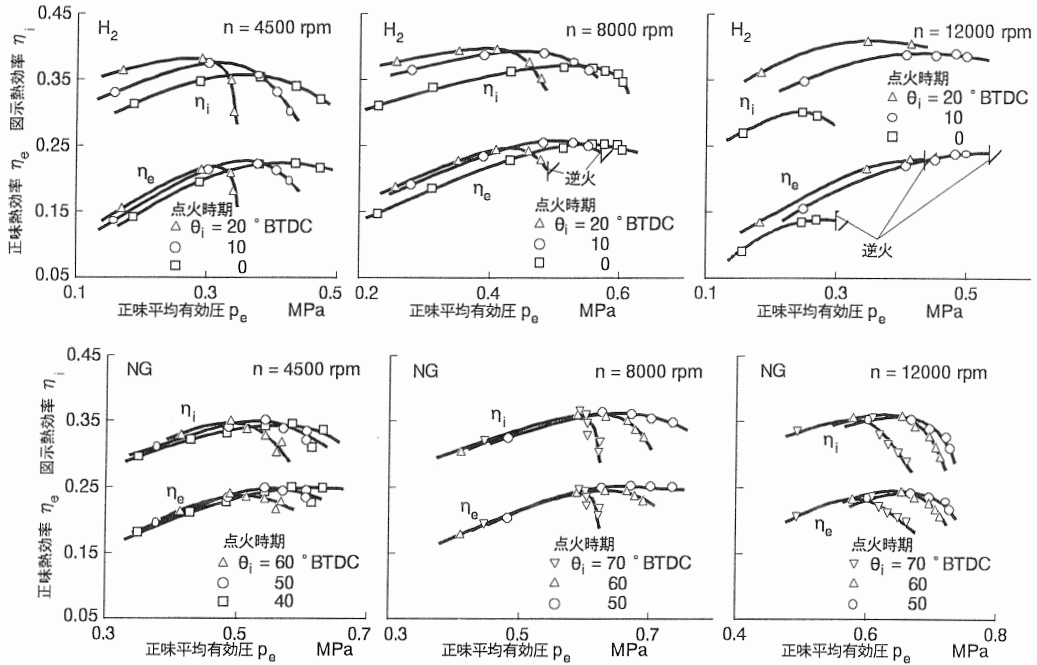 図示熱効率 ηi
正味熱効率 ηe
0.45
0.35
0.25
0.15
0.05
H2
n = 4500 rpm
ηi
ηe
点火時期
△ θi = 20 °BTDC
○ 10
□ 0
0.1 0.3 0.5
正味平均有効圧 pe MPa
H2
n = 8000 rpm
ηi
ηe
逆火
点火時期
△ θi = 20 °BTDC
○ 10
□ 0
0.2 0.4 0.6
正味平均有効圧 pe MPa
H2
n = 12000 rpm
点火時期
△ θi = 20 °BTDC
○ 10
□ 0
ηi
ηe
逆火
0.1 0.3 0.5
正味平均有効圧 pe MPa
図示熱効率 ηi
正味熱効率 ηe
0.45
0.35
0.25
0.15
0.05
NG
n = 4500 rpm
ηi
ηe
点火時期
△ θi = 60 °BTDC
○ 50
□ 40
0.3 0.5 0.7
正味平均有効圧 pe MPa
NG
n = 8000 rpm
ηi
ηe
点火時期
▽ θi = 70 °BTDC
△ 60
○ 50
0.3 0.5 0.7
正味平均有効圧 pe MPa
NG
n = 12000 rpm
ηi
ηe
点火時期
▽ θi = 70 °BTDC
△ 60
○ 50
0.4 0.6 0.8
正味平均有効圧 pe MPa